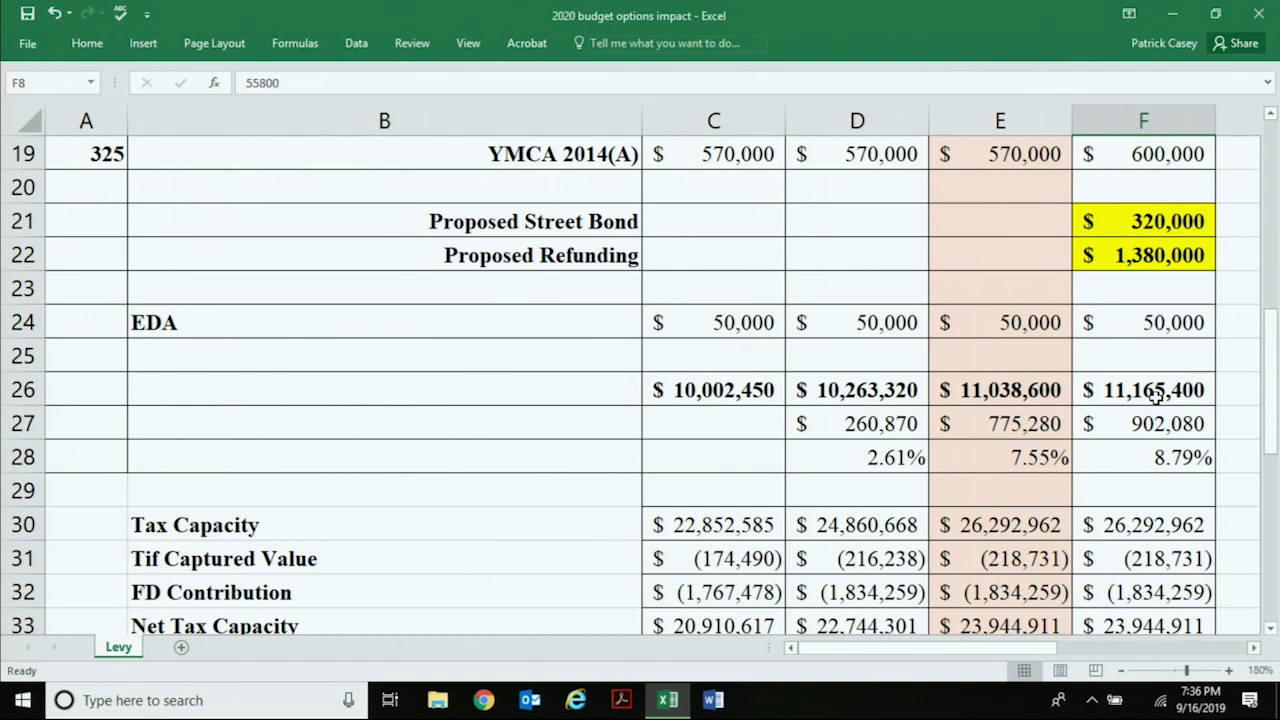 2020 budget options impact - Excel
File Home Insert Page Layout Formulas Data Review View Acrobat Tell me what you want to do... Patrick Casey Share
F8 fx 55800
A B C D E F
19 325 YMCA 2014(A) $ 570,000 $ 570,000 $ 570,000 $ 600,000
20
21 Proposed Street Bond $ 320,000
22 Proposed Refunding $ 1,380,000
23
24 EDA $ 50,000 $ 50,000 $ 50,000 $ 50,000
25
26 $ 10,002,450 $ 10,263,320 $ 11,038,600 $ 11,165,400
27 $ 260,870 $ 775,280 $ 902,080
28 2.61% 7.55% 8.79%
29
30 Tax Capacity $ 22,852,585 $ 24,860,668 $ 26,292,962 $ 26,292,962
31 Tif Captured Value $ (174,490) $ (216,238) $ (218,731) $ (218,731)
32 FD Contribution $ (1,767,478) $ (1,834,259) $ (1,834,259) $ (1,834,259)
33 Net Tax Capacity $ 20,910,617 $ 22,744,301 $ 23,944,911 $ 23,944,911
Levy
Ready 180%
Type here to search 7:36 PM
9/16/2019